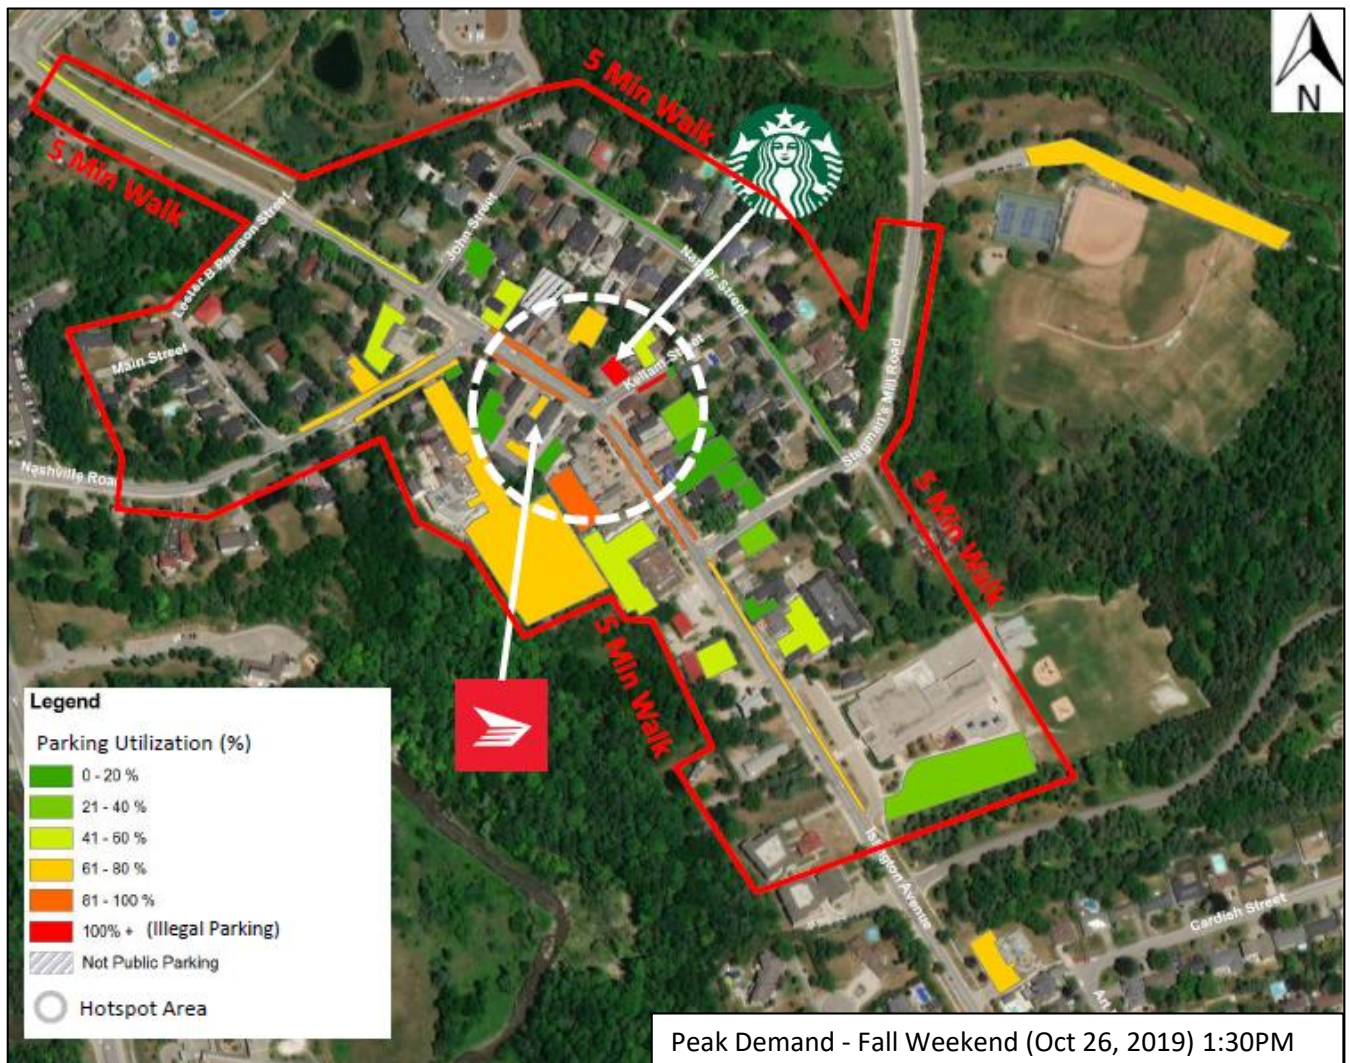 N
5 Min Walk
5 Min Walk
John Street
Lester B Pearson Street
Napier Street
Main Street
Kellam Street
Stegman's Mill Road
Nashville Road
5 Min Walk
5 Min Walk
Legend
Parking Utilization (%)
0 - 20 %
21 - 40 %
41 - 60 %
61 - 80 %
81 - 100 %
100% + (Illegal Parking)
Not Public Parking
Hotspot Area
Islington Avenue
Cardish Street
Peak Demand - Fall Weekend (Oct 26, 2019) 1:30PM